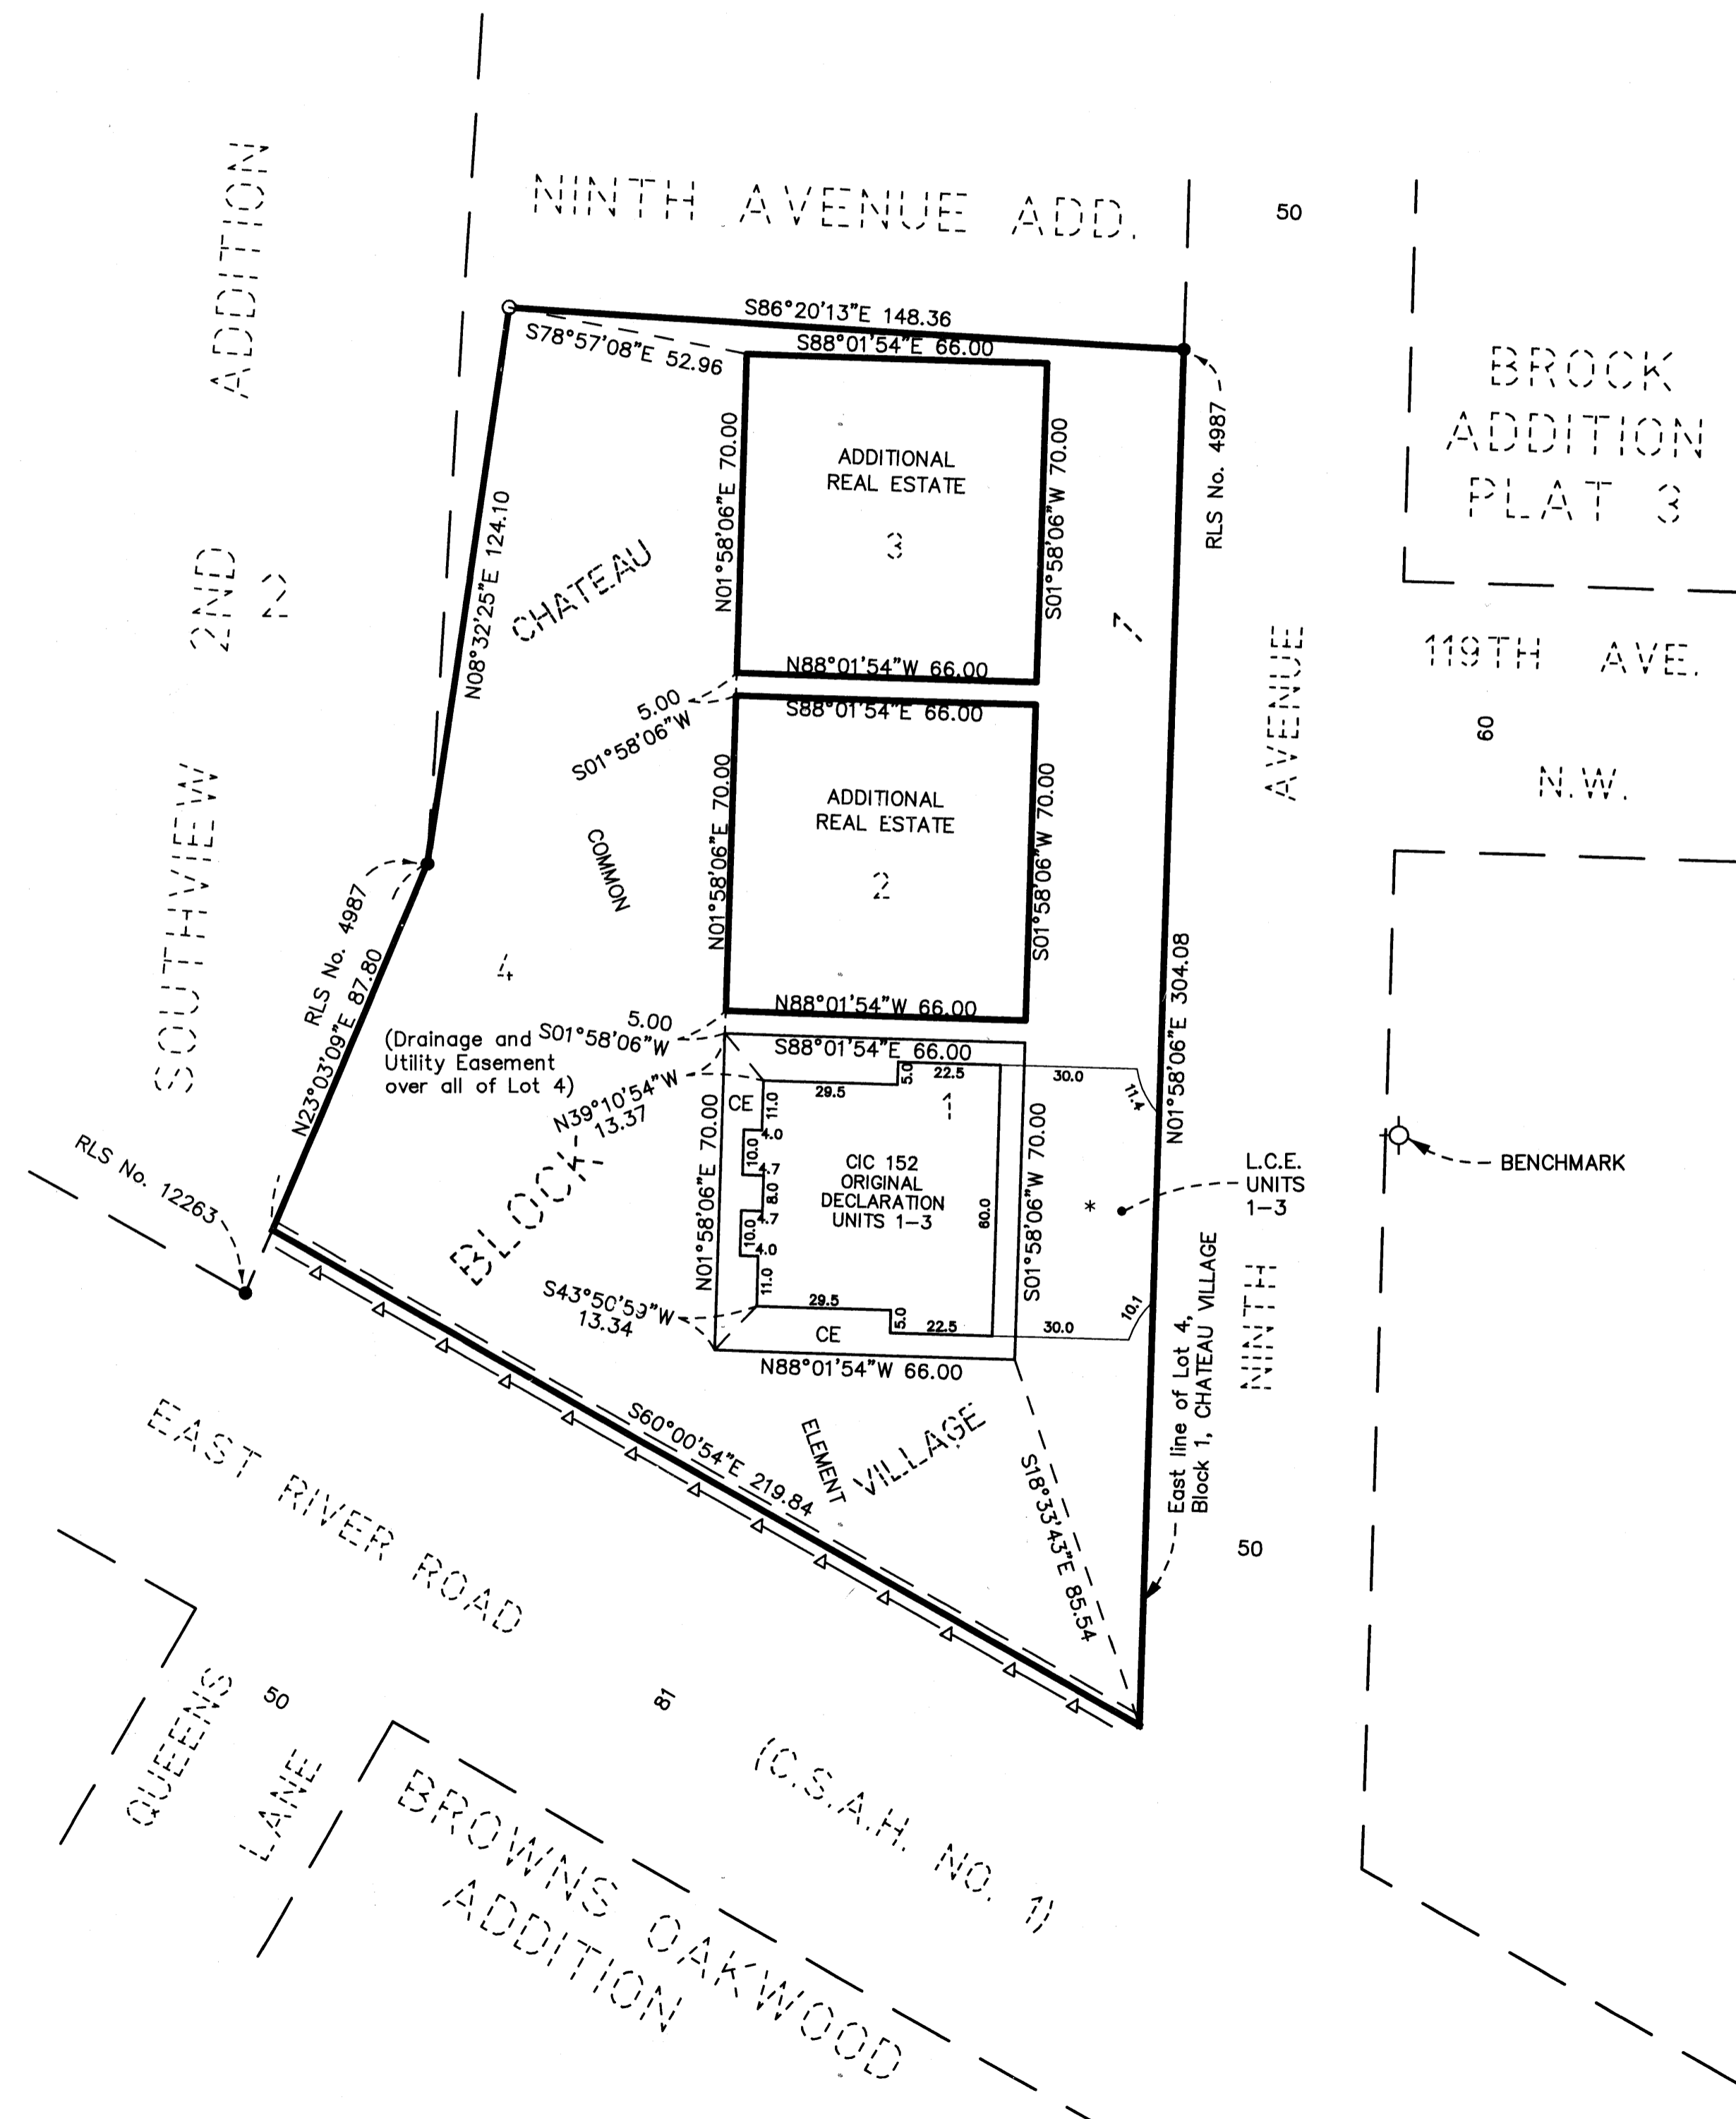 NINTH AVENUE ADD.
50
ADDITION
S86°20'13"E 148.36
S78°57'08"E 52.96
S88°01'54"E 66.00
BROCK
ADDITION
PLAT 3
RLS No. 4987
N01°58'06"E 70.00
ADDITIONAL
REAL ESTATE
3
S01°58'06"W 70.00
N08°32'25"E 124.10
CHATEAU
2ND
2
1
119TH AVE.
N88°01'54"W 66.00
5.00
S01°58'06"W
S88°01'54"E 66.00
AVENUE
60
N.W.
SOUTHVIEW
N01°58'06"E 70.00
ADDITIONAL
REAL ESTATE
2
S01°58'06"W 70.00
COMMON
RLS No. 4987
4
N23°03'09"E 87.80
N01°58'06"E 304.08
N88°01'54"W 66.00
5.00
S01°58'06"W
(Drainage and
Utility Easement
over all of Lot 4)
S88°01'54"E 66.00
N39°10'54"W
13.37
CE
29.5
5.0
22.5
30.0
11.4
1
11.0
4.0
10.0
4.7
8.0
4.7
10.0
4.0
11.0
N01°58'06"E 70.00
CIC 152
ORIGINAL
DECLARATION
UNITS 1-3
60.0
S01°58'06"W 70.00
*
L.C.E.
UNITS
1-3
BENCHMARK
RLS No. 12263
BLOCK
S43°50'59"W
13.34
29.5
5.0
22.5
30.0
10.1
CE
N88°01'54"W 66.00
East line of Lot 4,
Block 1, CHATEAU VILLAGE
NINTH
S60°00'54"E 219.84
ELEMENT
VILLAGE
S18°33'43"E 85.54
50
EAST RIVER ROAD
QUEENS
LANE
50
81
(C.S.A.H. NO. 1)
BROWNS OAKWOOD
ADDITION